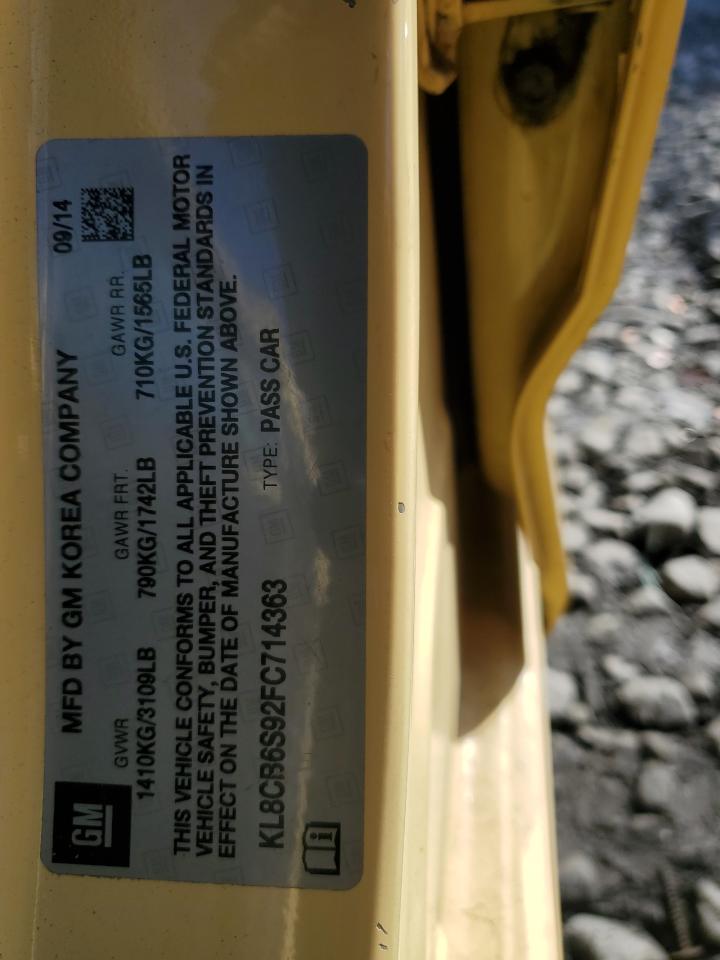 GM
MFD BY GM KOREA COMPANY
09/14
GVWR GAWR FRT. GAWR RR.
1410KG/3109LB 790KG/1742LB 710KG/1565LB
THIS VEHICLE CONFORMS TO ALL APPLICABLE U.S. FEDERAL MOTOR
VEHICLE SAFETY, BUMPER, AND THEFT PREVENTION STANDARDS IN
EFFECT ON THE DATE OF MANUFACTURE SHOWN ABOVE.
KL8CB6S92FC714363 TYPE: PASS CAR